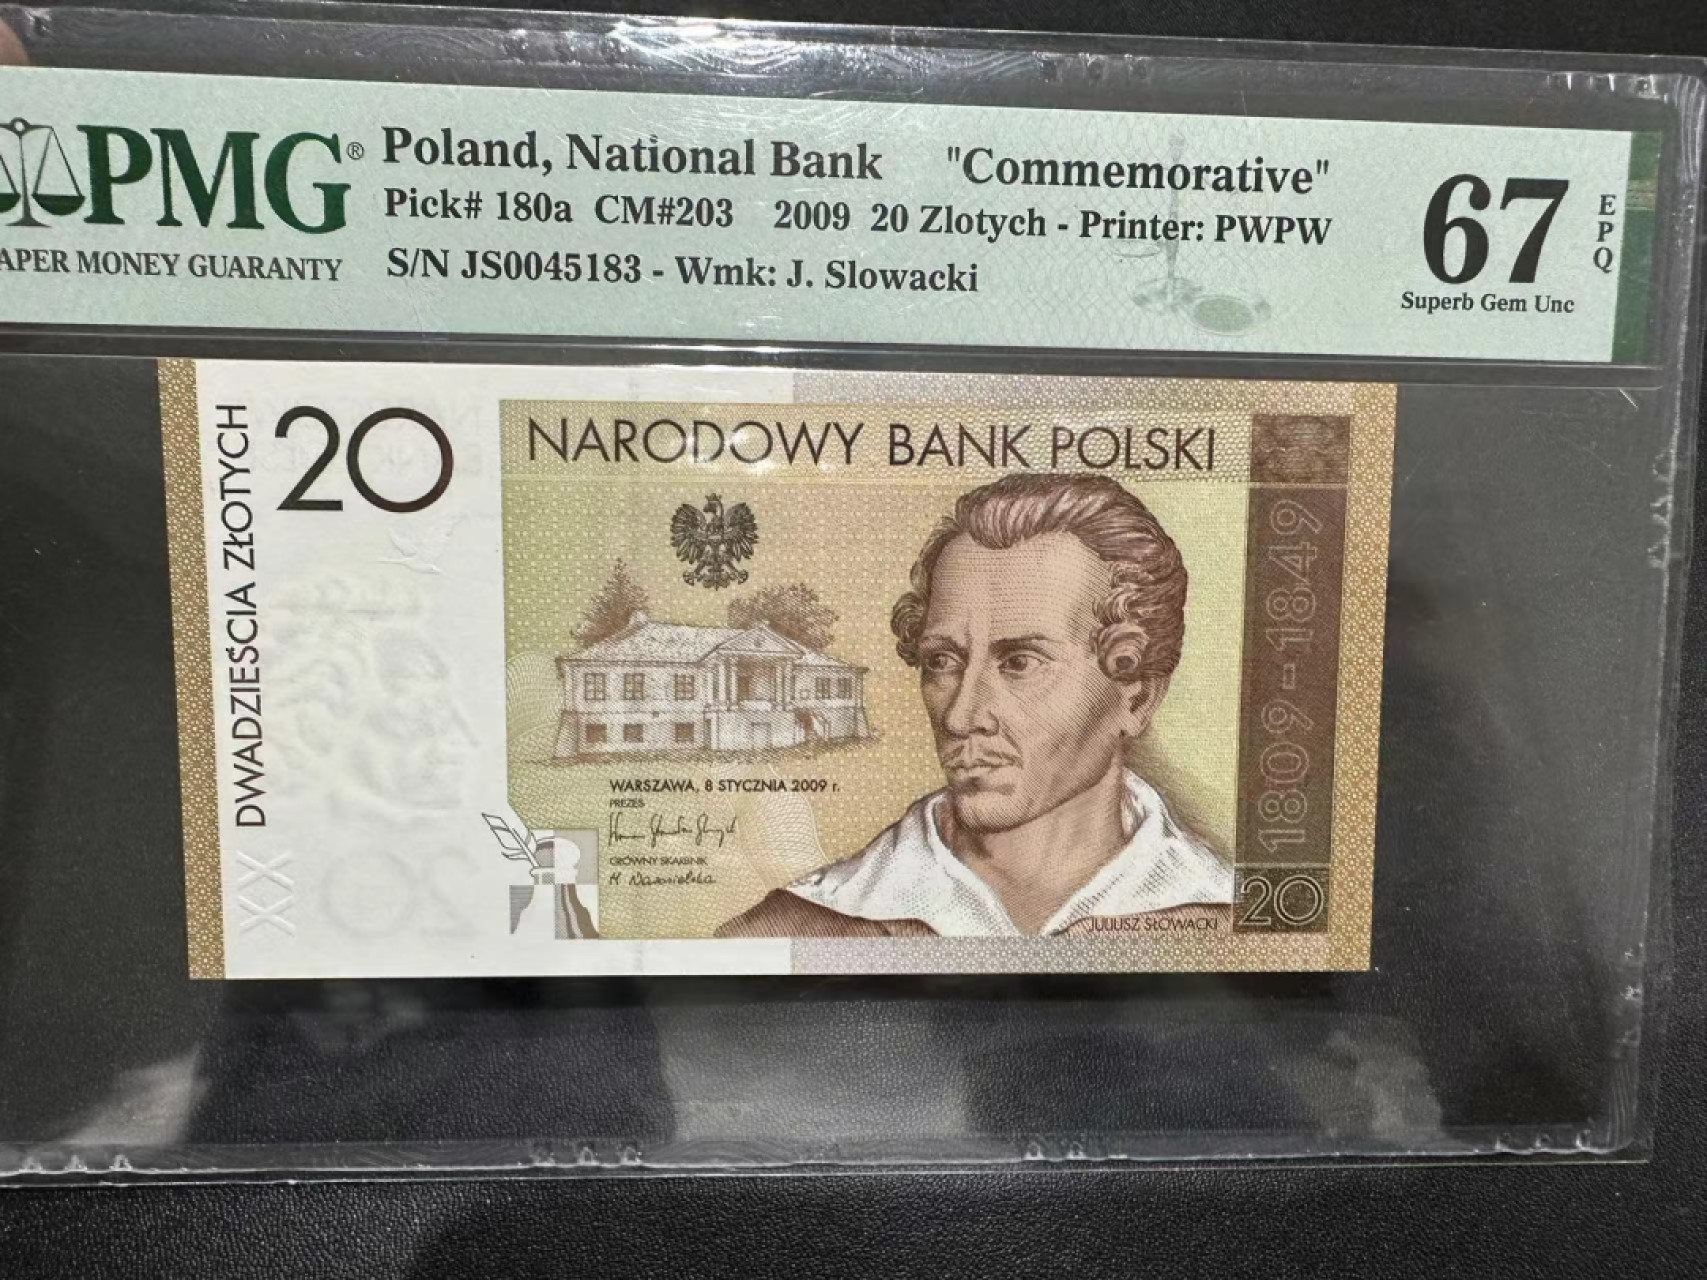 PMG®
APER MONEY GUARANTY
Poland, National Bank "Commemorative"
Pick# 180a CM#203 2009 20 Zlotych - Printer: PWPW
S/N JS0045183 - Wmk: J. Slowacki
67
EPQ
Superb Gem Unc
20
DWADZIEŚCIA ZŁOTYCH
XX
NARODOWY BANK POLSKI
WARSZAWA, 8 STYCZNIA 2009 r.
PREZES
GŁÓWNY SKARBNIK
JULIUSZ SŁOWACKI
1809-1849
20